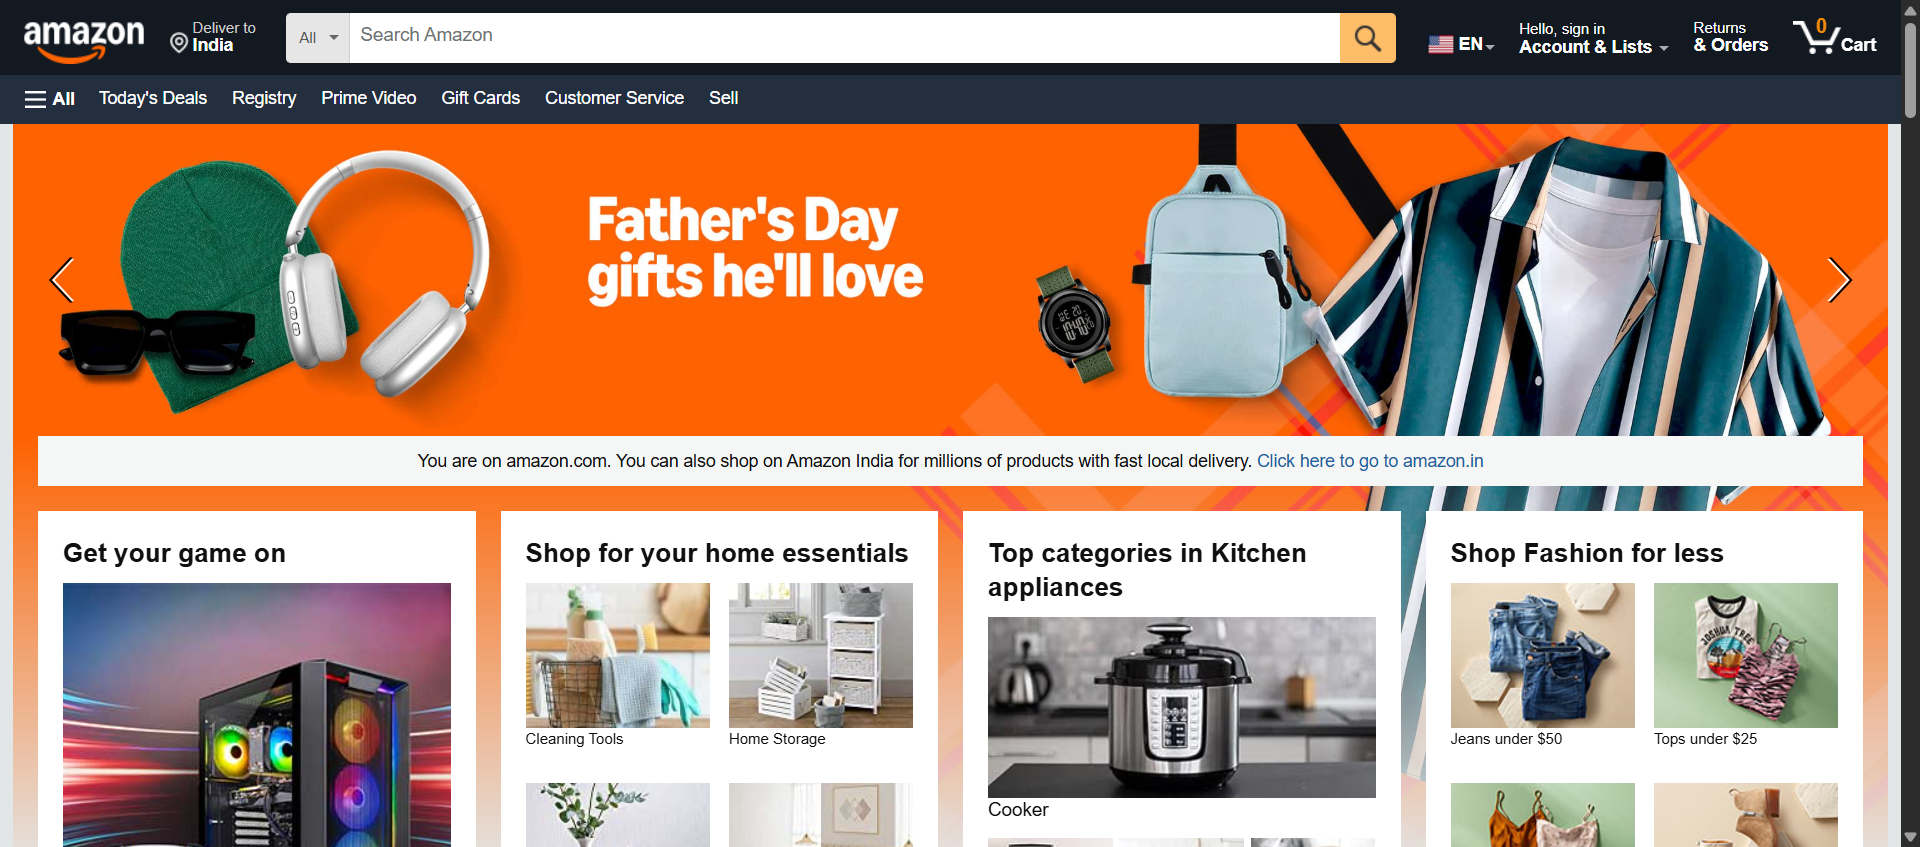 amazon
Deliver to
India
All
Search Amazon
EN
Hello, sign in
Account & Lists
Returns
& Orders
0
Cart
All
Today's Deals
Registry
Prime Video
Gift Cards
Customer Service
Sell
Father's Day
gifts he'll love
You are on amazon.com. You can also shop on Amazon India for millions of products with fast local delivery. Click here to go to amazon.in
Get your game on
Shop for your home essentials
Cleaning Tools
Home Storage
Top categories in Kitchen
appliances
Cooker
Shop Fashion for less
JOSHUA TREE
Jeans under $50
Tops under $25